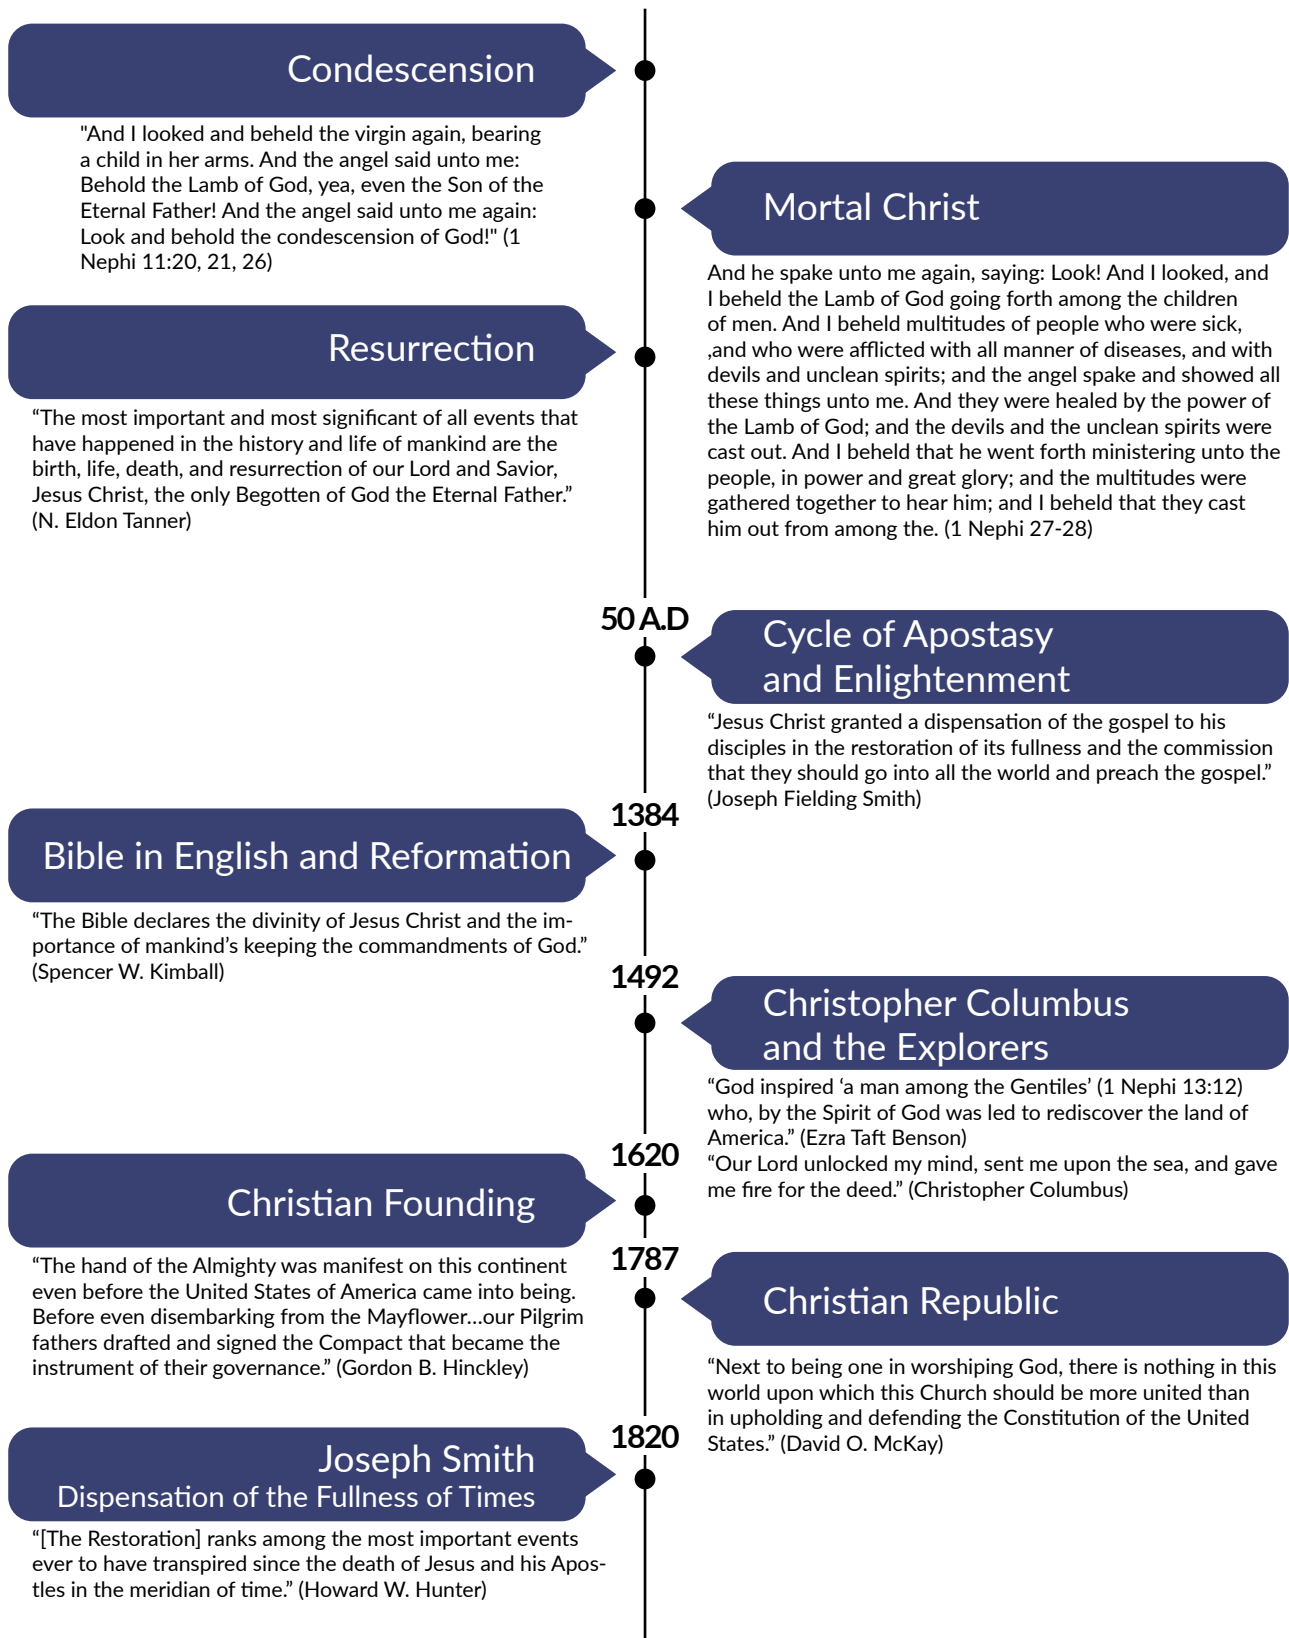 Condescension
"And I looked and beheld the virgin again, bearing
a child in her arms. And the angel said unto me:
Behold the Lamb of God, yea, even the Son of the
Eternal Father! And the angel said unto me again:
Look and behold the condescension of God!" (1
Nephi 11:20, 21, 26)
Mortal Christ
And he spake unto me again, saying: Look! And I looked, and
I beheld the Lamb of God going forth among the children
of men. And I beheld multitudes of people who were sick,
,and who were afflicted with all manner of diseases, and with
devils and unclean spirits; and the angel spake and showed all
these things unto me. And they were healed by the power of
the Lamb of God; and the devils and the unclean spirits were
cast out. And I beheld that he went forth ministering unto the
people, in power and great glory; and the multitudes were
gathered together to hear him; and I beheld that they cast
him out from among the. (1 Nephi 27-28)
Resurrection
“The most important and most significant of all events that
have happened in the history and life of mankind are the
birth, life, death, and resurrection of our Lord and Savior,
Jesus Christ, the only Begotten of God the Eternal Father.”
(N. Eldon Tanner)
50 A.D
Cycle of Apostasy
and Enlightenment
“Jesus Christ granted a dispensation of the gospel to his
disciples in the restoration of its fullness and the commission
that they should go into all the world and preach the gospel.”
(Joseph Fielding Smith)
1384
Bible in English and Reformation
“The Bible declares the divinity of Jesus Christ and the im-
portance of mankind’s keeping the commandments of God.”
(Spencer W. Kimball)
1492
Christopher Columbus
and the Explorers
“God inspired ‘a man among the Gentiles’ (1 Nephi 13:12)
who, by the Spirit of God was led to rediscover the land of
America.” (Ezra Taft Benson)
“Our Lord unlocked my mind, sent me upon the sea, and gave
me fire for the deed.” (Christopher Columbus)
1620
Christian Founding
“The hand of the Almighty was manifest on this continent
even before the United States of America came into being.
Before even disembarking from the Mayflower...our Pilgrim
fathers drafted and signed the Compact that became the
instrument of their governance.” (Gordon B. Hinckley)
1787
Christian Republic
“Next to being one in worshiping God, there is nothing in this
world upon which this Church should be more united than
in upholding and defending the Constitution of the United
States.” (David O. McKay)
1820
Joseph Smith
Dispensation of the Fullness of Times
“[The Restoration] ranks among the most important events
ever to have transpired since the death of Jesus and his Apos-
tles in the meridian of time.” (Howard W. Hunter)